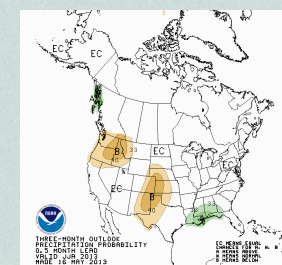 EC
EC
A
B
33
40
EC
EC
B
40
A
33
THREE-MONTH OUTLOOK
PRECIPITATION PROBABILITY
0.5 MONTH LEAD
VALID JJA 2013
MADE 16 MAY 2013
EC MEANS EQUAL
CHANCES FOR A, N, B
A MEANS ABOVE
N MEANS NORMAL
B MEANS BELOW